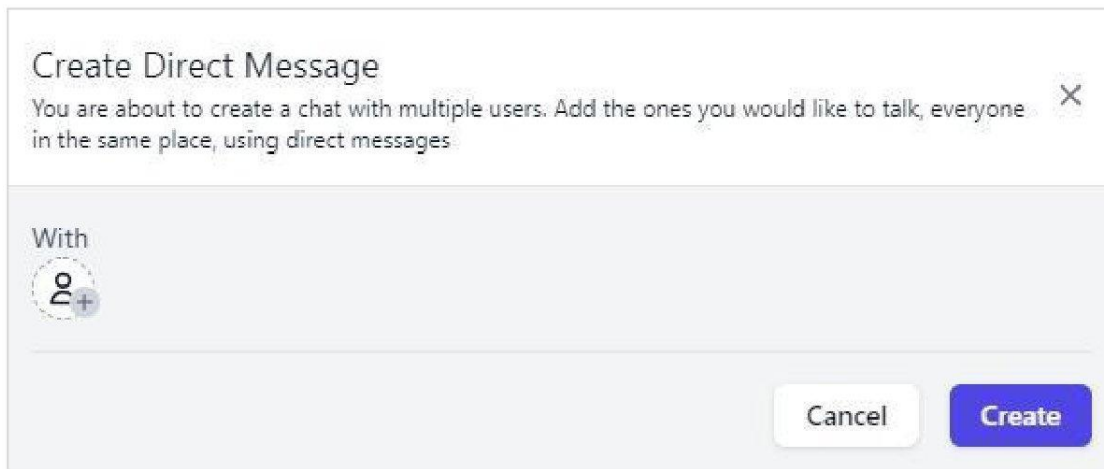 Create Direct Message
You are about to create a chat with multiple users. Add the ones you would like to talk, everyone
in the same place, using direct messages
With
Cancel
Create